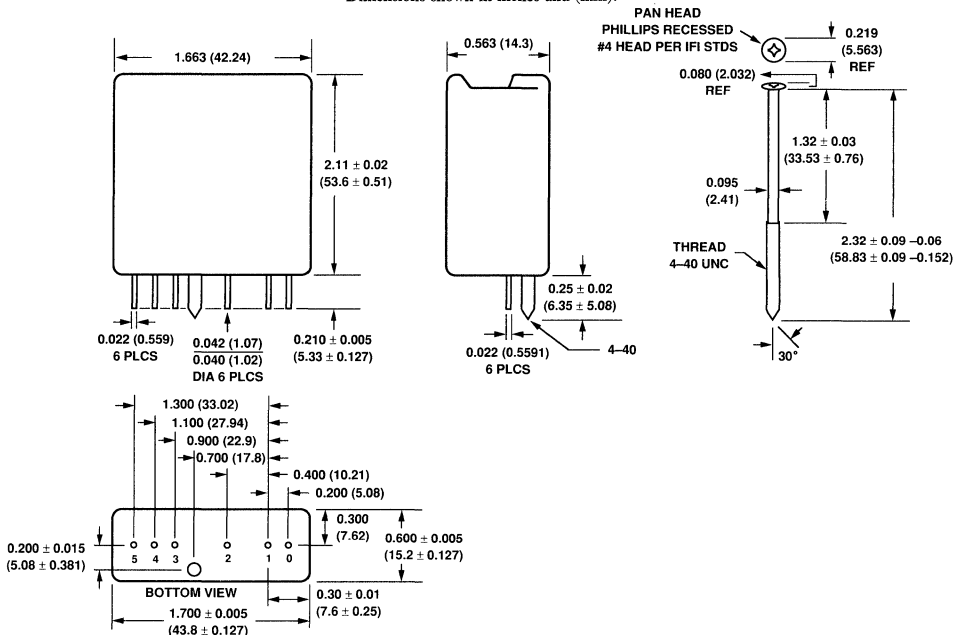 PAN HEAD
PHILLIPS RECESSED
#4 HEAD PER IFI STDS
0.219
(5.563)
REF
0.080 (2.032)
REF
1.663 (42.24)
0.563 (14.3)
2.11 ± 0.02
(53.6 ± 0.51)
1.32 ± 0.03
(33.53 ± 0.76)
0.095
(2.41)
THREAD
4–40 UNC
2.32 ± 0.09 –0.06
(58.83 ± 0.09 –0.152)
30°
0.022 (0.559)
6 PLCS
0.042 (1.07)
0.040 (1.02)
DIA 6 PLCS
0.210 ± 0.005
(5.33 ± 0.127)
0.25 ± 0.02
(6.35 ± 5.08)
0.022 (0.5591)
6 PLCS
4–40
1.300 (33.02)
1.100 (27.94)
0.900 (22.9)
0.700 (17.8)
0.400 (10.21)
0.200 (5.08)
0.300
(7.62)
0.600 ± 0.005
(15.2 ± 0.127)
0.200 ± 0.015
(5.08 ± 0.381)
5 4 3 2 1 0
BOTTOM VIEW
0.30 ± 0.01
(7.6 ± 0.25)
1.700 ± 0.005
(43.8 ± 0.127)